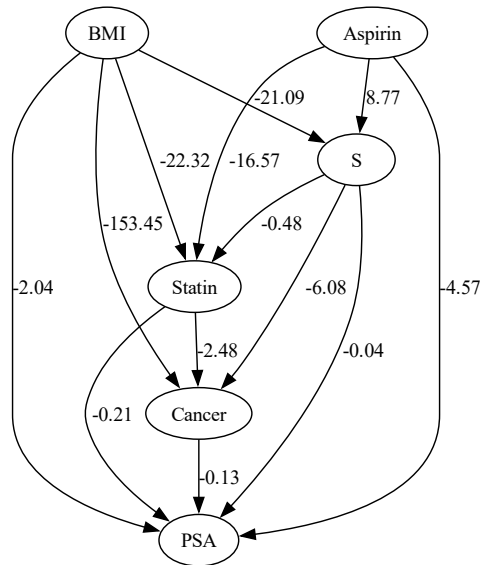 BMI
Aspirin
-21.09
8.77
S
-22.32
-16.57
-153.45
-0.48
Statin
-6.08
-2.04
-4.57
-2.48
-0.04
-0.21
Cancer
-0.13
PSA